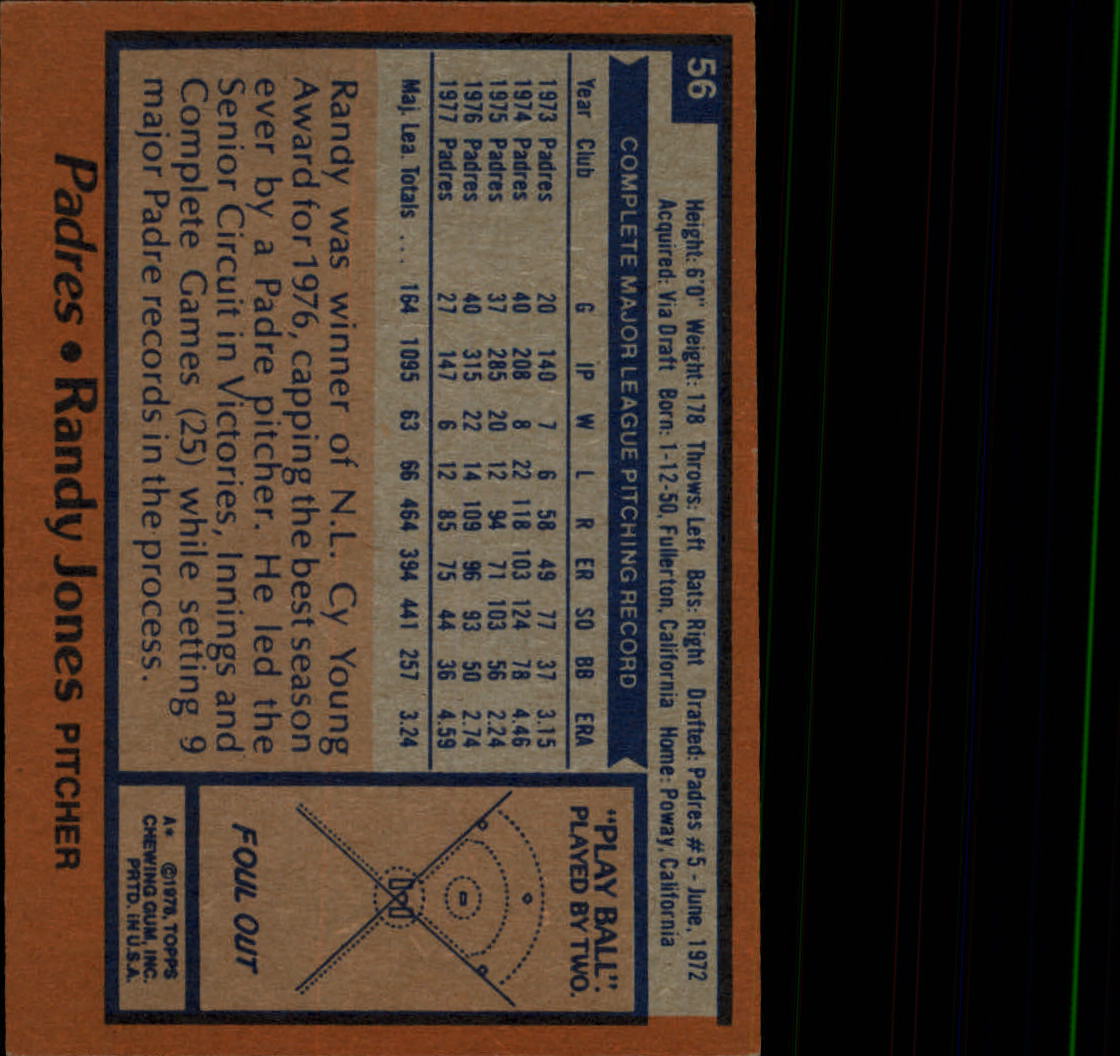 56
Height: 6'0" Weight: 178 Throws: Left Bats: Right Drafted: Padres #5 - June, 1972
Acquired: Via Draft Born: 1-12-50, Fullerton, California Home: Poway, California
COMPLETE MAJOR LEAGUE PITCHING RECORD
Year Club G IP W L R ER SO BB ERA
1973 Padres 20 140 7 6 58 49 77 37 3.15
1974 Padres 40 208 8 22 118 103 124 78 4.46
1975 Padres 37 285 20 12 94 71 103 56 2.24
1976 Padres 40 315 22 14 109 96 93 50 2.74
1977 Padres 27 147 6 12 85 75 44 36 4.59
Maj. Lea. Totals ... 164 1095 63 66 464 394 441 257 3.24
Randy was winner of N.L. Cy Young
Award for 1976, capping the best season
ever by a Padre pitcher. He led the
Senior Circuit in Victories, Innings and
Complete Games (25) while setting 9
major Padre records in the process.
"PLAY BALL":
PLAYED BY TWO.
FOUL OUT
A* ©1978, TOPPS
CHEWING GUM, INC.
PRTD. IN U.S.A.
Padres • Randy Jones PITCHER